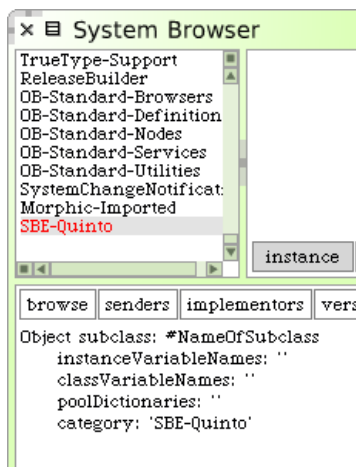 System Browser
TrueType-Support
ReleaseBuilder
OB-Standard-Browsers
OB-Standard-Definition
OB-Standard-Nodes
OB-Standard-Services
OB-Standard-Utilities
SystemChangeNotificat
Morphic-Imported
SBE-Quinto
instance
browse senders implementors vers
Object subclass: #NameOfSubclass
instanceVariableNames: ''
classVariableNames: ''
poolDictionaries: ''
category: 'SBE-Quinto'